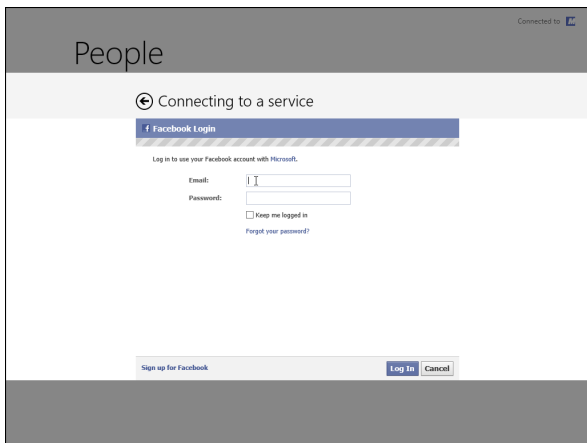 Connected to
People
Connecting to a service
f Facebook Login
Log in to use your Facebook account with Microsoft.
Email:
Password:
Keep me logged in
Forgot your password?
Sign up for Facebook
Log In Cancel